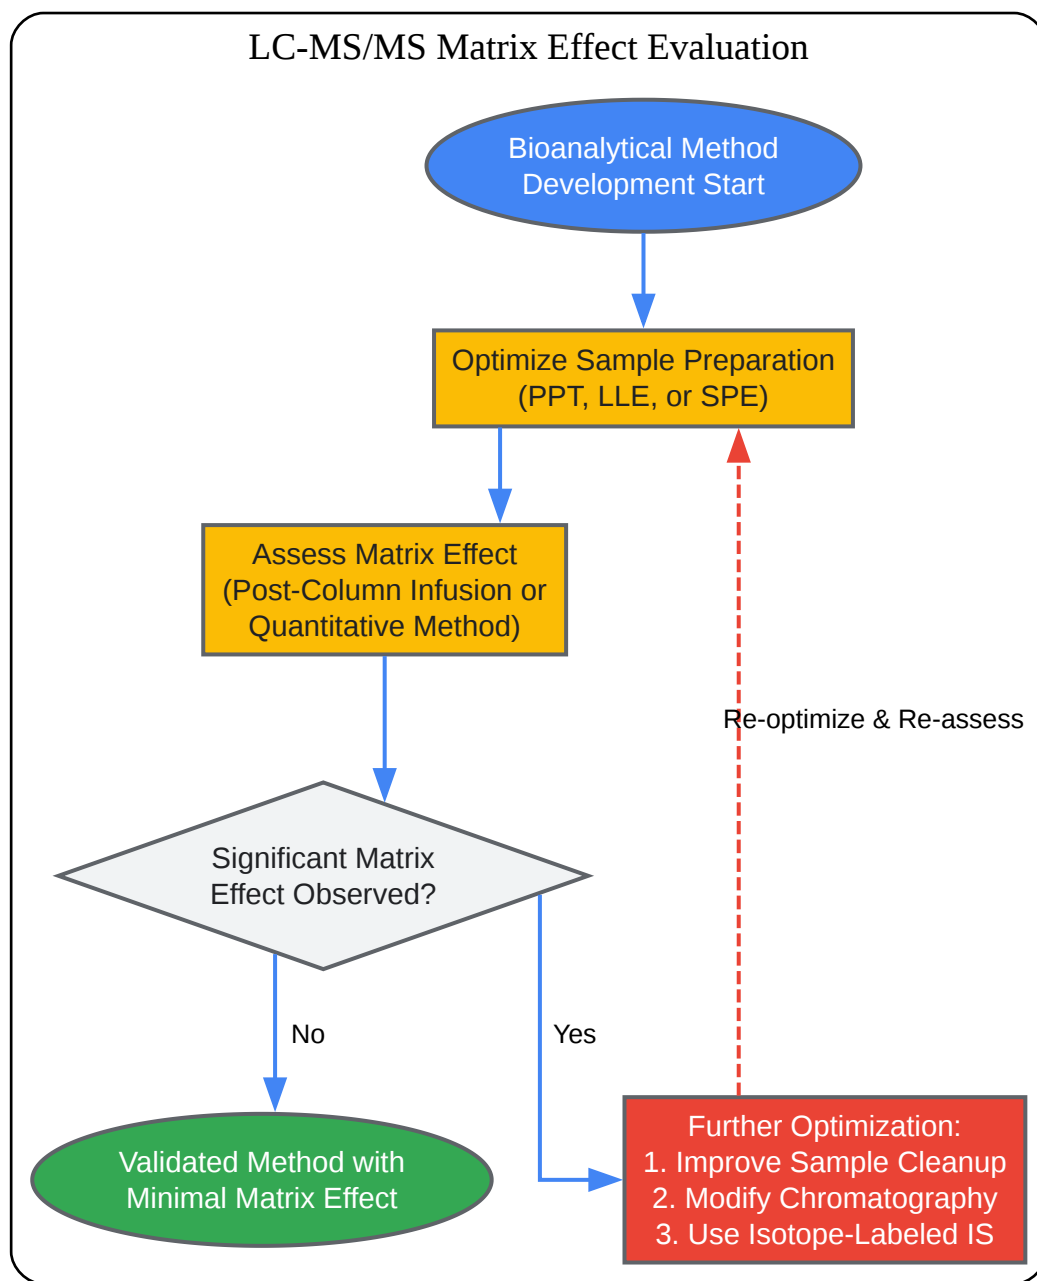 LC-MS/MS Matrix Effect Evaluation
Bioanalytical Method
Development Start
Optimize Sample Preparation
(PPT, LLE, or SPE)
Assess Matrix Effect
(Post-Column Infusion or
Quantitative Method)
Re-optimize & Re-assess
Significant Matrix
Effect Observed?
No
Yes
Validated Method with
Minimal Matrix Effect
Further Optimization:
1. Improve Sample Cleanup
2. Modify Chromatography
3. Use Isotope-Labeled IS